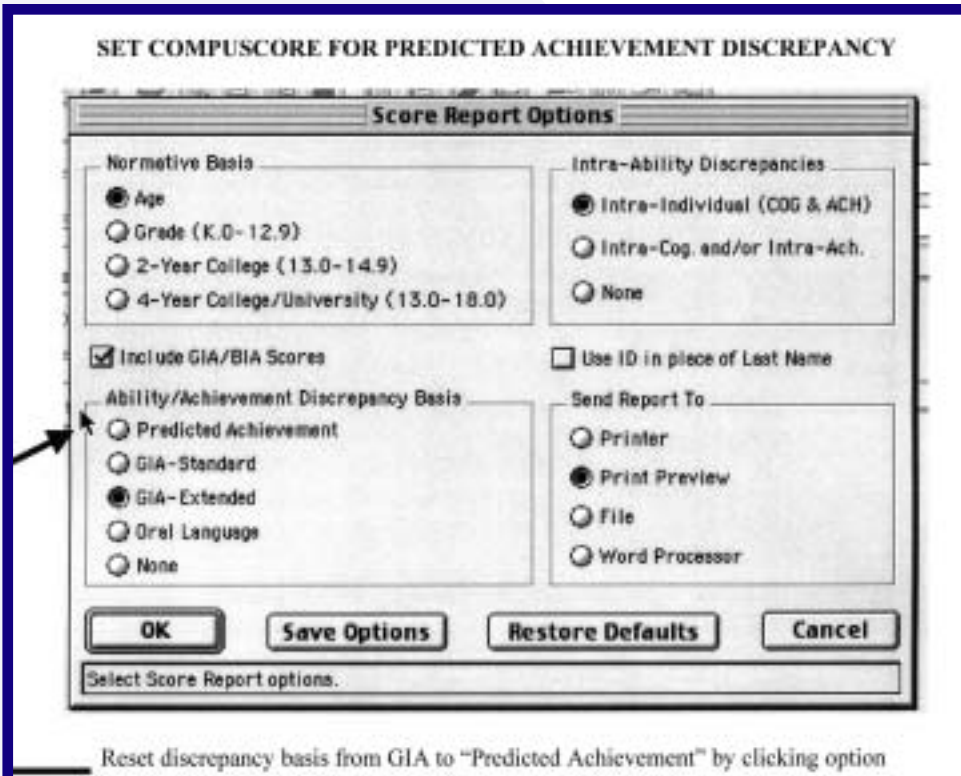 SET COMPUSCORE FOR PREDICTED ACHIEVEMENT DISCREPANCY
Score Report Options
Normative Basis
Age
Grade (K.0-12.9)
2-Year College (13.0-14.9)
4-Year College/University (13.0-18.0)
Intra-Ability Discrepancies
Intra-Individual (COG & ACH)
Intra-Cog. and/or Intra-Ach.
None
Include GIA/BIA Scores
Use ID in place of Last Name
Ability/Achievement Discrepancy Basis
Predicted Achievement
GIA-Standard
GIA-Extended
Oral Language
None
Send Report To
Printer
Print Preview
File
Word Processor
OK
Save Options
Restore Defaults
Cancel
Select Score Report options.
Reset discrepancy basis from GIA to “Predicted Achievement” by clicking option